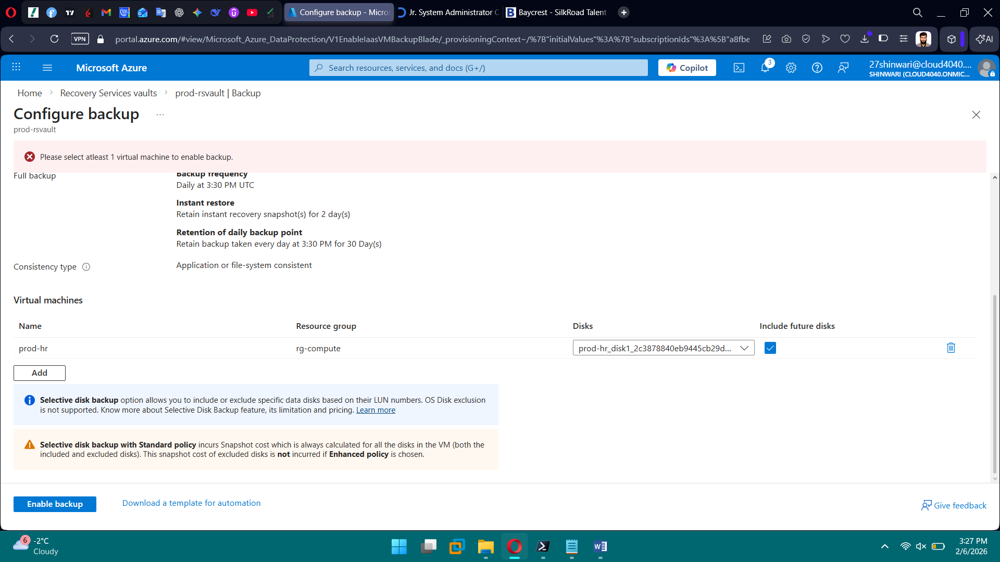 Configure backup - Micros
Jr. System Administrator C
Baycrest - SilkRoad Talent
VPN
portal.azure.com/#view/Microsoft_Azure_DataProtection/V1EnableIaasVMBackupBlade/_provisioningContext~/%7B"initialValues"%3A%7B"subscriptionIds"%3A%5B"a8fbe
AI
Microsoft Azure
Search resources, services, and docs (G+/)
Copilot
3
27shinwari@cloud4040....
SHINWARI (CLOUD4040.ONMIC...
Home > Recovery Services vaults > prod-rsvault | Backup
Configure backup ...
prod-rsvault
Please select atleast 1 virtual machine to enable backup.
Full backup
Backup frequency
Daily at 3:30 PM UTC
Instant restore
Retain instant recovery snapshot(s) for 2 day(s)
Retention of daily backup point
Retain backup taken every day at 3:30 PM for 30 Day(s)
Consistency type
Application or file-system consistent
Virtual machines
Name Resource group Disks Include future disks
prod-hr rg-compute prod-hr_disk1_2c3878840eb9445cb29d...
Add
Selective disk backup option allows you to include or exclude specific data disks based on their LUN numbers. OS Disk exclusion
is not supported. Know more about Selective Disk Backup feature, its limitation and pricing. Learn more
Selective disk backup with Standard policy incurs Snapshot cost which is always calculated for all the disks in the VM (both the
included and excluded disks). This snapshot cost of excluded disks is not incurred if Enhanced policy is chosen.
Enable backup
Download a template for automation
Give feedback
6
-2°C
Cloudy
3:27 PM
2/6/2026